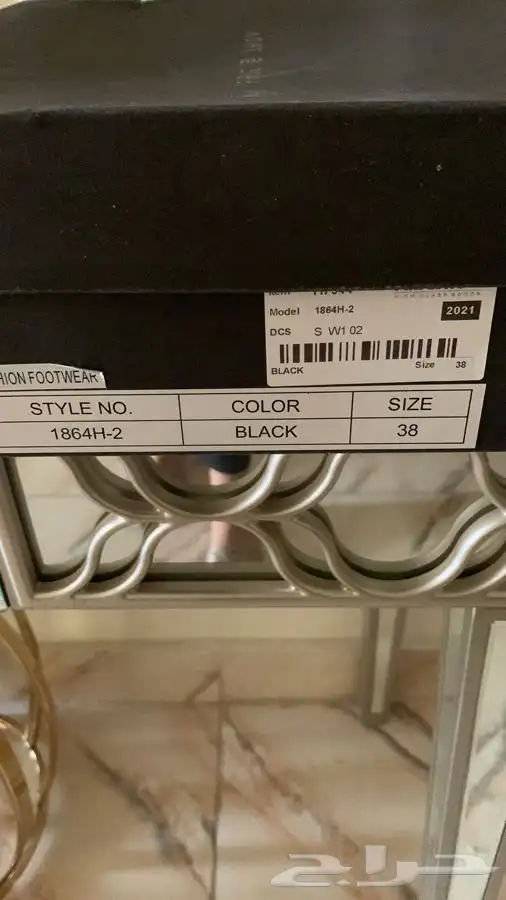 Model 1864H-2
2021
DCS S W1 02
BLACK Size 38
HION FOOTWEAR
STYLE NO. COLOR SIZE
1864H-2 BLACK 38
حراج